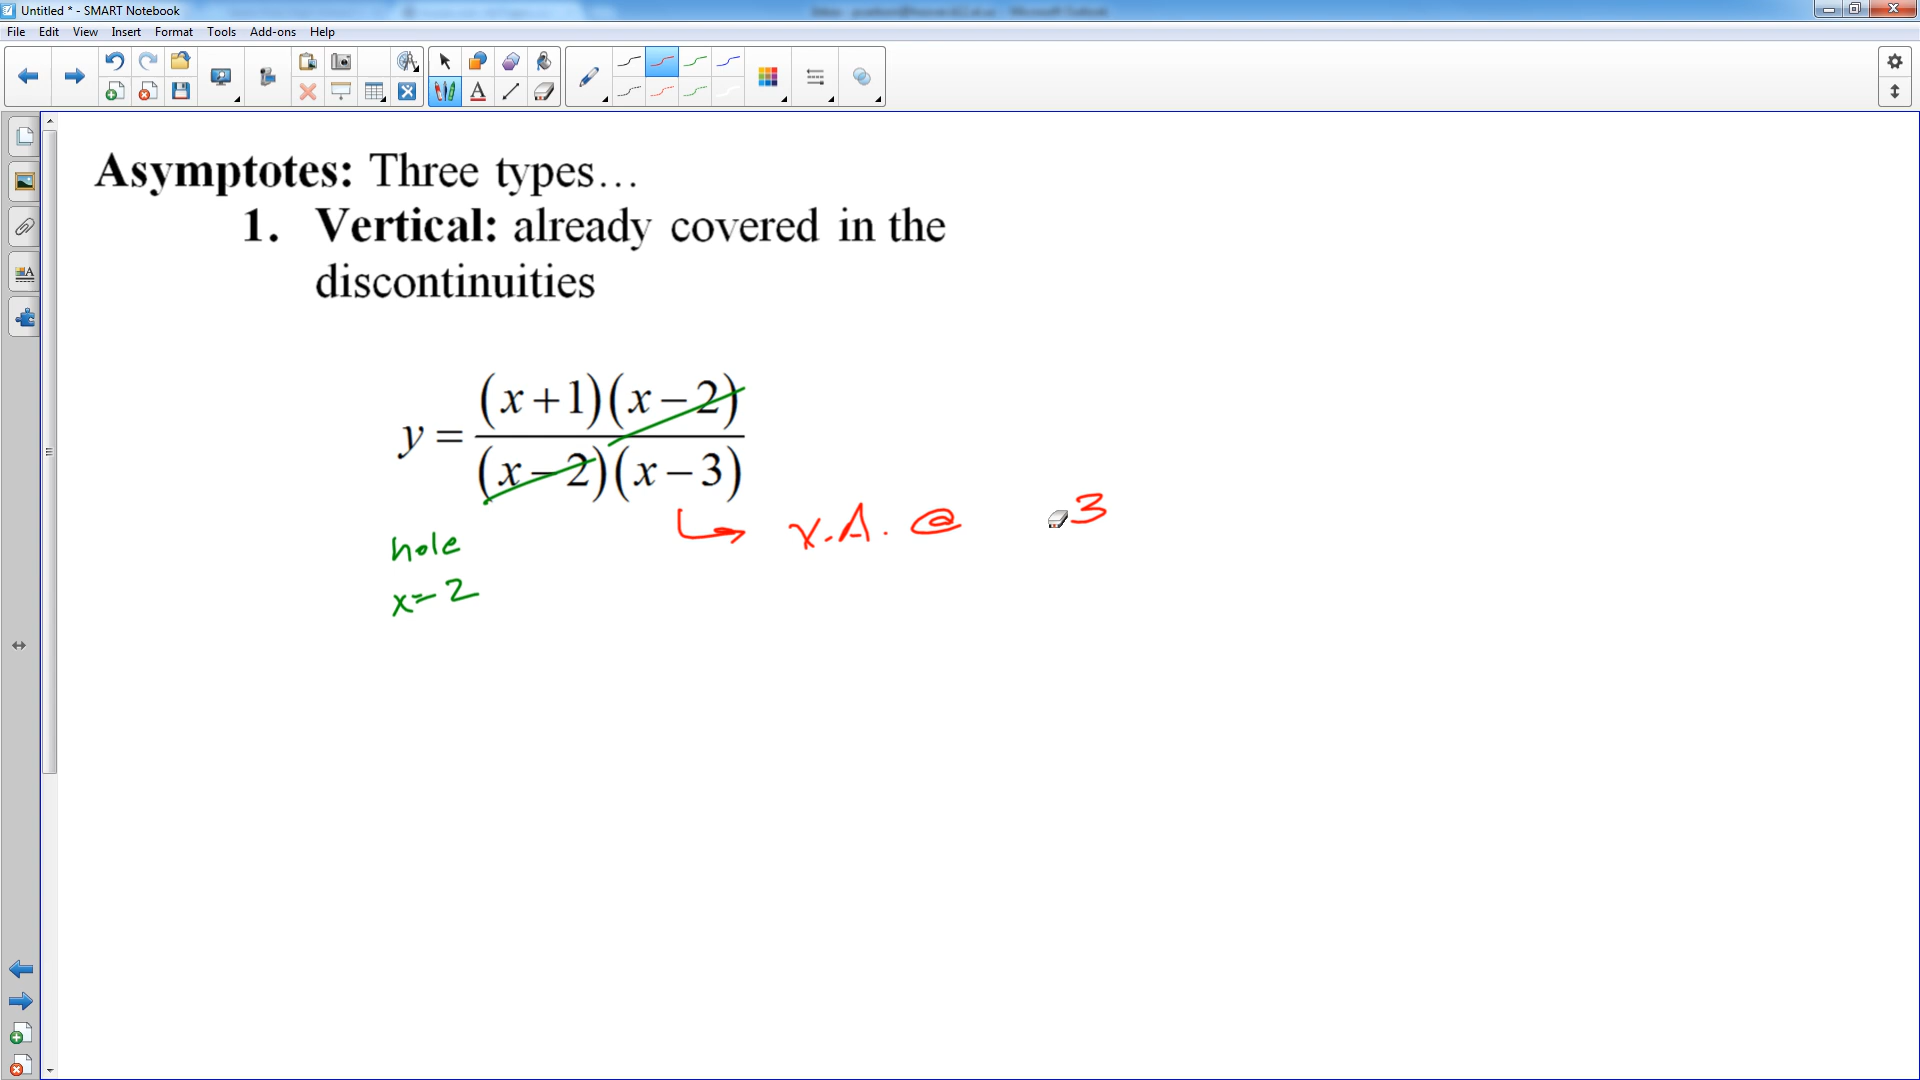 Untitled * - SMART Notebook
File Edit View Insert Format Tools Add-ons Help
Asymptotes: Three types…
1. Vertical: already covered in the
discontinuities
y = (x+1)(x−2)
(x−2)(x−3)
x.A. @ 3
hole
x=2